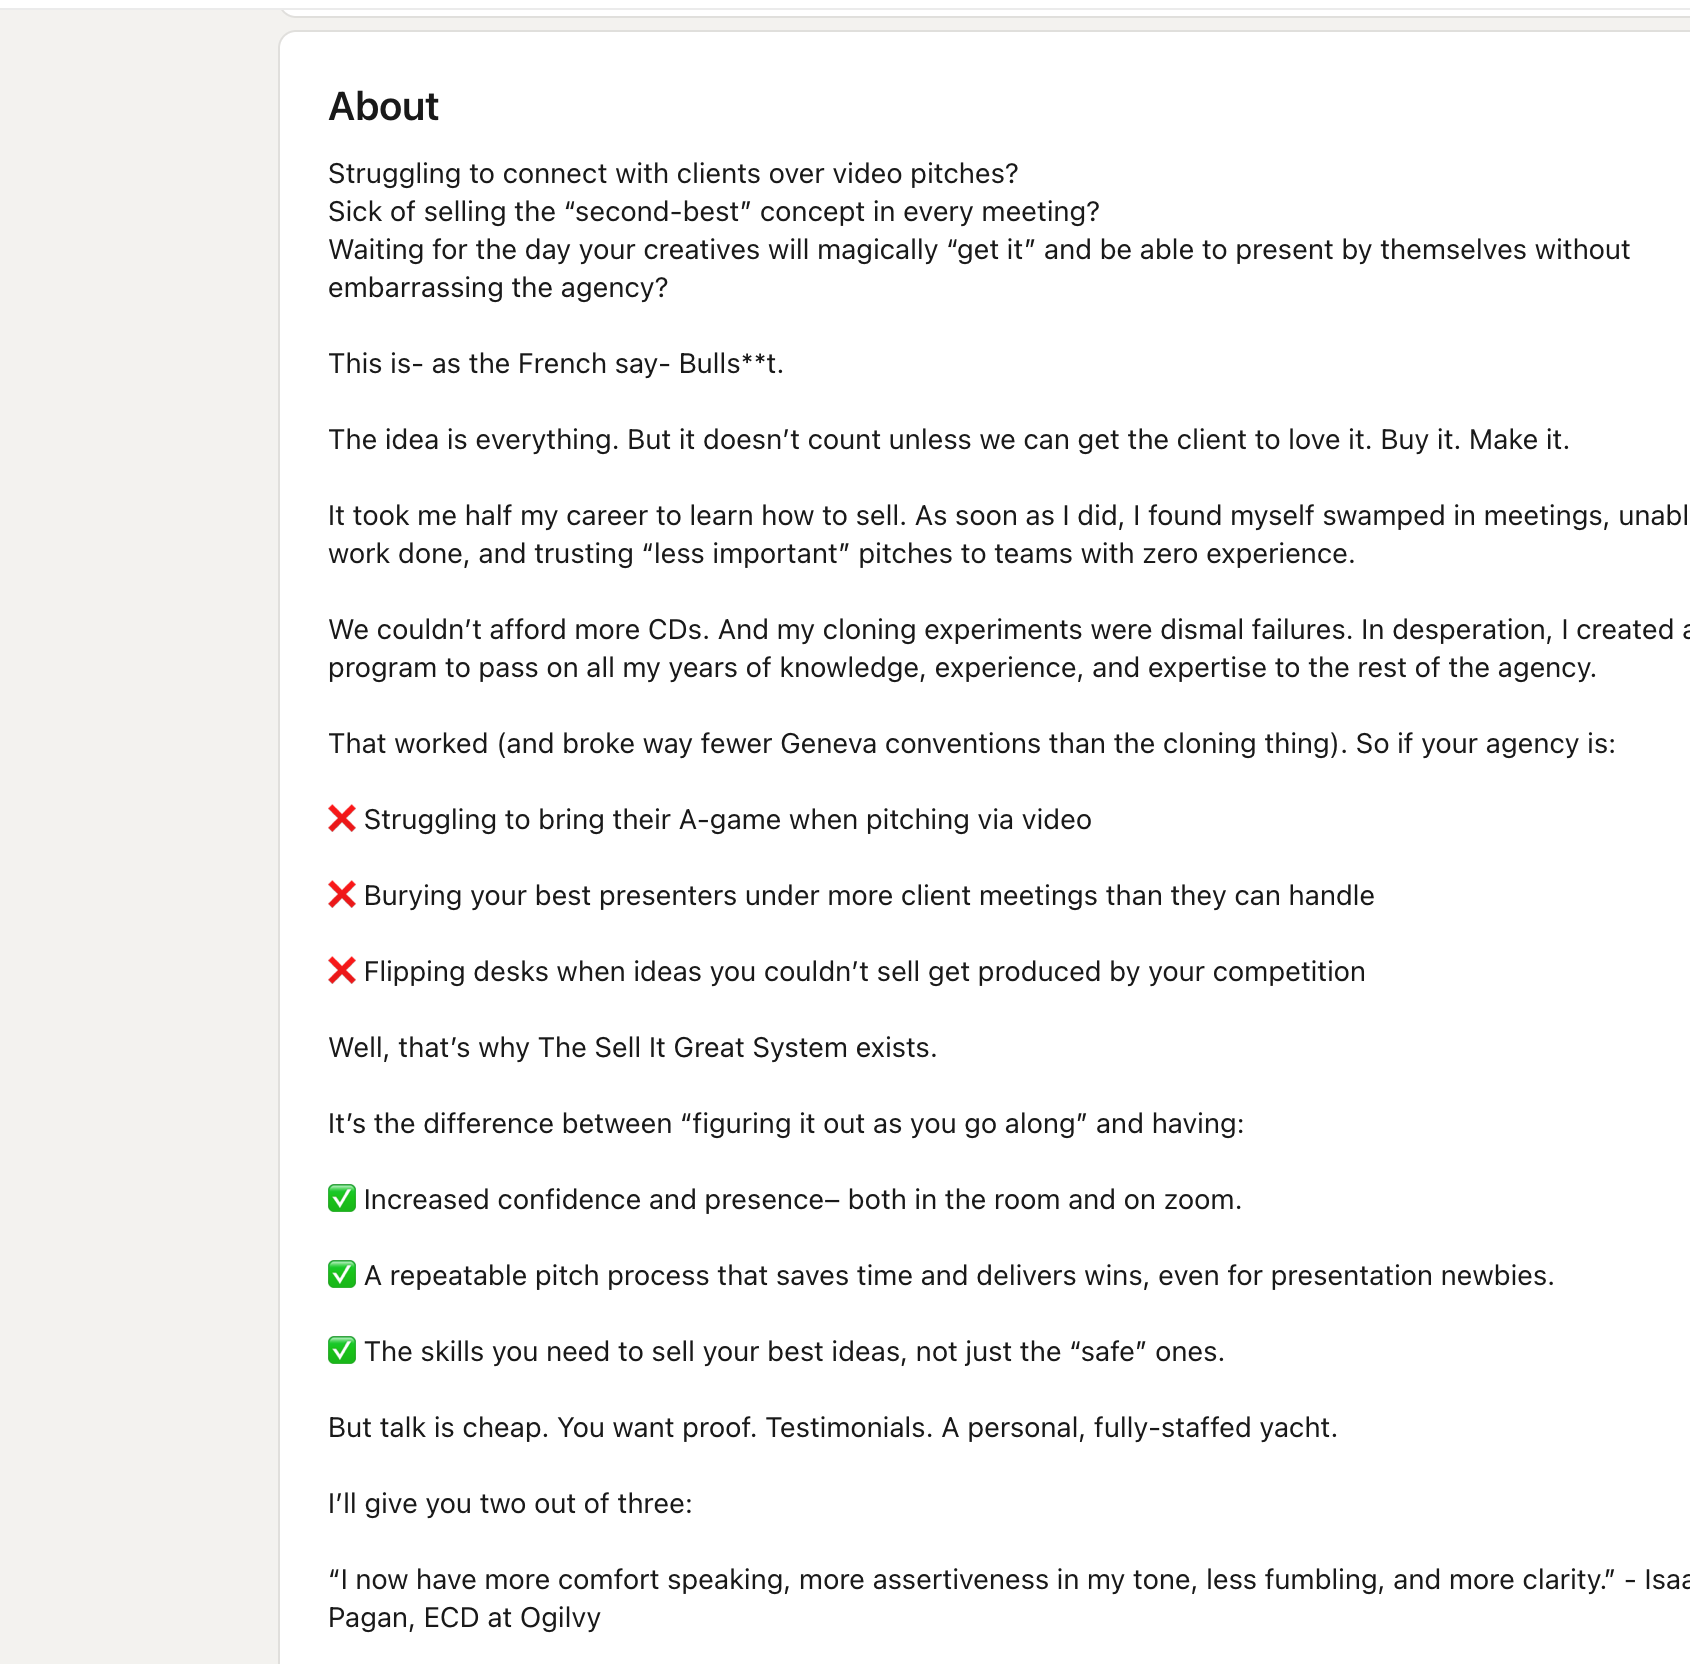 About
Struggling to connect with clients over video pitches?
Sick of selling the “second-best” concept in every meeting?
Waiting for the day your creatives will magically “get it” and be able to present by themselves without
embarrassing the agency?
This is- as the French say- Bulls**t.
The idea is everything. But it doesn’t count unless we can get the client to love it. Buy it. Make it.
It took me half my career to learn how to sell. As soon as I did, I found myself swamped in meetings,
work done, and trusting “less important” pitches to teams with zero experience.
We couldn’t afford more CDs. And my cloning experiments were dismal failures. In desperation, I created
program to pass on all my years of knowledge, experience, and expertise to the rest of the agency.
That worked (and broke way fewer Geneva conventions than the cloning thing). So if your agency is:
❌ Struggling to bring their A-game when pitching via video
❌ Burying your best presenters under more client meetings than they can handle
❌ Flipping desks when ideas you couldn’t sell get produced by your competition
Well, that’s why The Sell It Great System exists.
It’s the difference between “figuring it out as you go along” and having:
✅ Increased confidence and presence– both in the room and on zoom.
✅ A repeatable pitch process that saves time and delivers wins, even for presentation newbies.
✅ The skills you need to sell your best ideas, not just the “safe” ones.
But talk is cheap. You want proof. Testimonials. A personal, fully-staffed yacht.
I’ll give you two out of three:
“I now have more comfort speaking, more assertiveness in my tone, less fumbling, and more clarity.” -
Pagan, ECD at Ogilvy